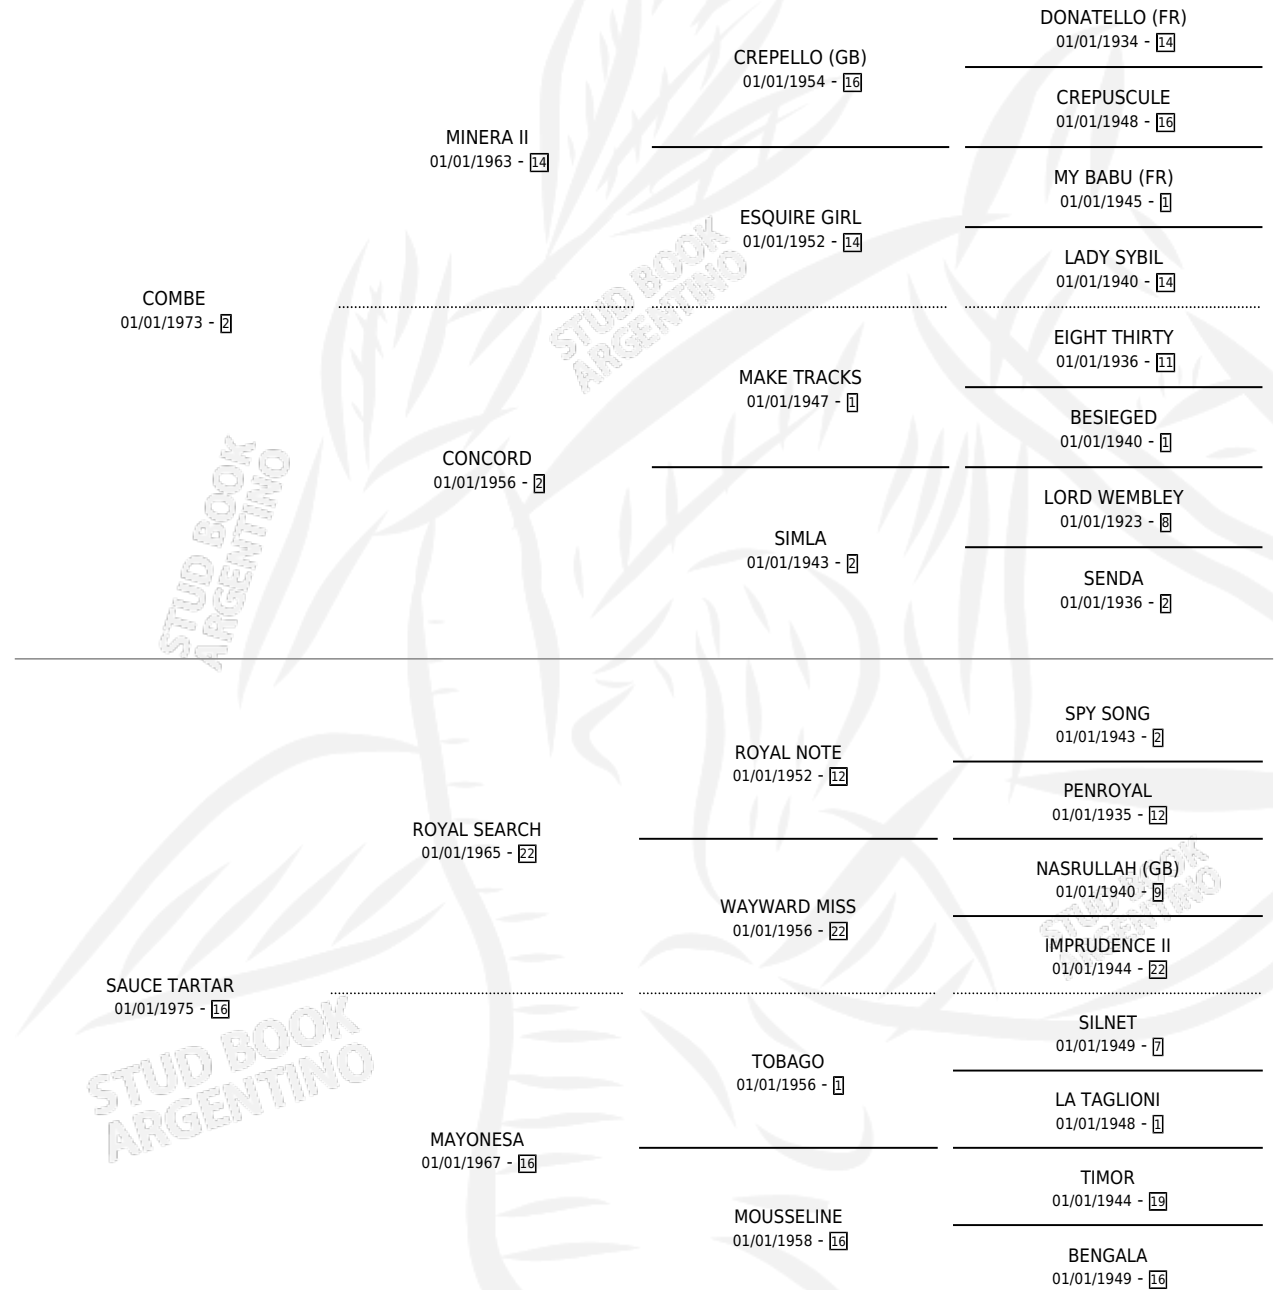 DONATELLO (FR)
01/01/1934 - 14
CREPELLO (GB)
01/01/1954 - 16
CREPUSCULE
01/01/1948 - 16
MINERA II
01/01/1963 - 14
MY BABU (FR)
01/01/1945 - 1
ESQUIRE GIRL
01/01/1952 - 14
LADY SYBIL
01/01/1940 - 14
COMBE
01/01/1973 - 2
EIGHT THIRTY
01/01/1936 - 11
MAKE TRACKS
01/01/1947 - 1
BESIEGED
01/01/1940 - 1
CONCORD
01/01/1956 - 2
LORD WEMBLEY
01/01/1923 - 8
SIMLA
01/01/1943 - 2
SENDA
01/01/1936 - 2
STUD BOOK
ARGENTINO
STUD BOOK
ARGENTINO
SPY SONG
01/01/1943 - 2
ROYAL NOTE
01/01/1952 - 12
PENROYAL
01/01/1935 - 12
ROYAL SEARCH
01/01/1965 - 22
NASRULLAH (GB)
01/01/1940 - 9
WAYWARD MISS
01/01/1956 - 22
IMPRUDENCE II
01/01/1944 - 22
SAUCE TARTAR
01/01/1975 - 16
SILNET
01/01/1949 - 7
TOBAGO
01/01/1956 - 1
LA TAGLIONI
01/01/1948 - 1
MAYONESA
01/01/1967 - 16
TIMOR
01/01/1944 - 19
MOUSSELINE
01/01/1958 - 16
BENGALA
01/01/1949 - 16
STUD BOOK
ARGENTINO
STUD BOOK
ARGENTINO